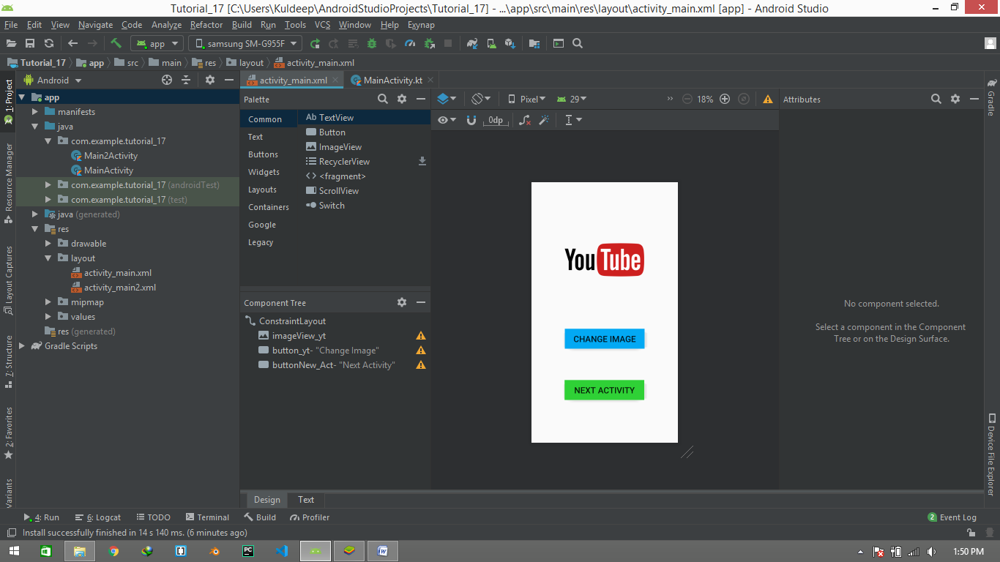 Tutorial_17 [C:\Users\Kuldeep\AndroidStudioProjects\Tutorial_17] - ...\app\src\main\res\layout\activity_main.xml [app] - Android Studio
File Edit View Navigate Code Analyze Refactor Build Run Tools VCS Window Help Exynap
app samsung SM-G955F
Tutorial_17 app src main res layout activity_main.xml
1: Project
Resource Manager
Layout Captures
7: Structure
2: Favorites
Variants
Android
app
manifests
java
com.example.tutorial_17
Main2Activity
MainActivity
com.example.tutorial_17 (androidTest)
com.example.tutorial_17 (test)
java (generated)
res
drawable
layout
activity_main.xml
activity_main2.xml
mipmap
values
res (generated)
Gradle Scripts
activity_main.xml MainActivity.kt
Palette
Common
Text
Buttons
Widgets
Layouts
Containers
Google
Legacy
Ab TextView
Button
ImageView
RecyclerView
<fragment>
ScrollView
Switch
Component Tree
ConstraintLayout
imageView_yt
button_yt- "Change Image"
buttonNew_Act- "Next Activity"
Pixel 29 » 18%
0dp
YouTube
CHANGE IMAGE
NEXT ACTIVITY
Attributes
No component selected.
Select a component in the Component
Tree or on the Design Surface.
Gradle
Device File Explorer
Design Text
4: Run 6: Logcat TODO Terminal Build Profiler 2 Event Log
Install successfully finished in 14 s 140 ms. (6 minutes ago)
PC W 1:50 PM